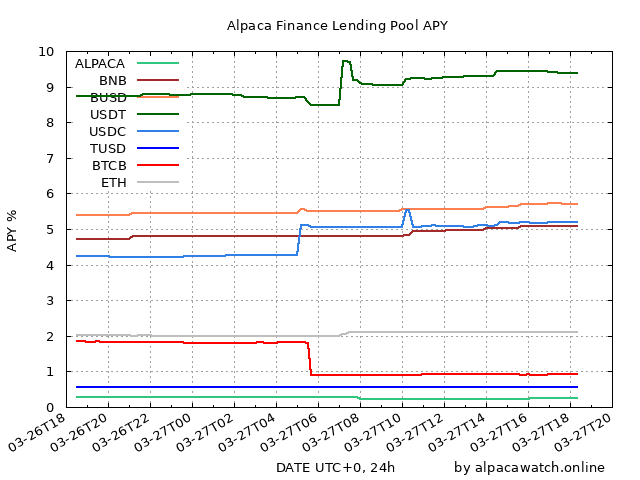 Alpaca Finance Lending Pool APY
APY %
10
9
8
7
6
5
4
3
2
1
0
ALPACA
BNB
BUSD
USDT
USDC
TUSD
BTCB
ETH
03-26T18
03-26T20
03-26T22
03-27T00
03-27T02
03-27T04
03-27T06
03-27T08
03-27T10
03-27T12
03-27T14
03-27T16
03-27T18
03-27T20
DATE UTC+0, 24h
by alpacawatch.online